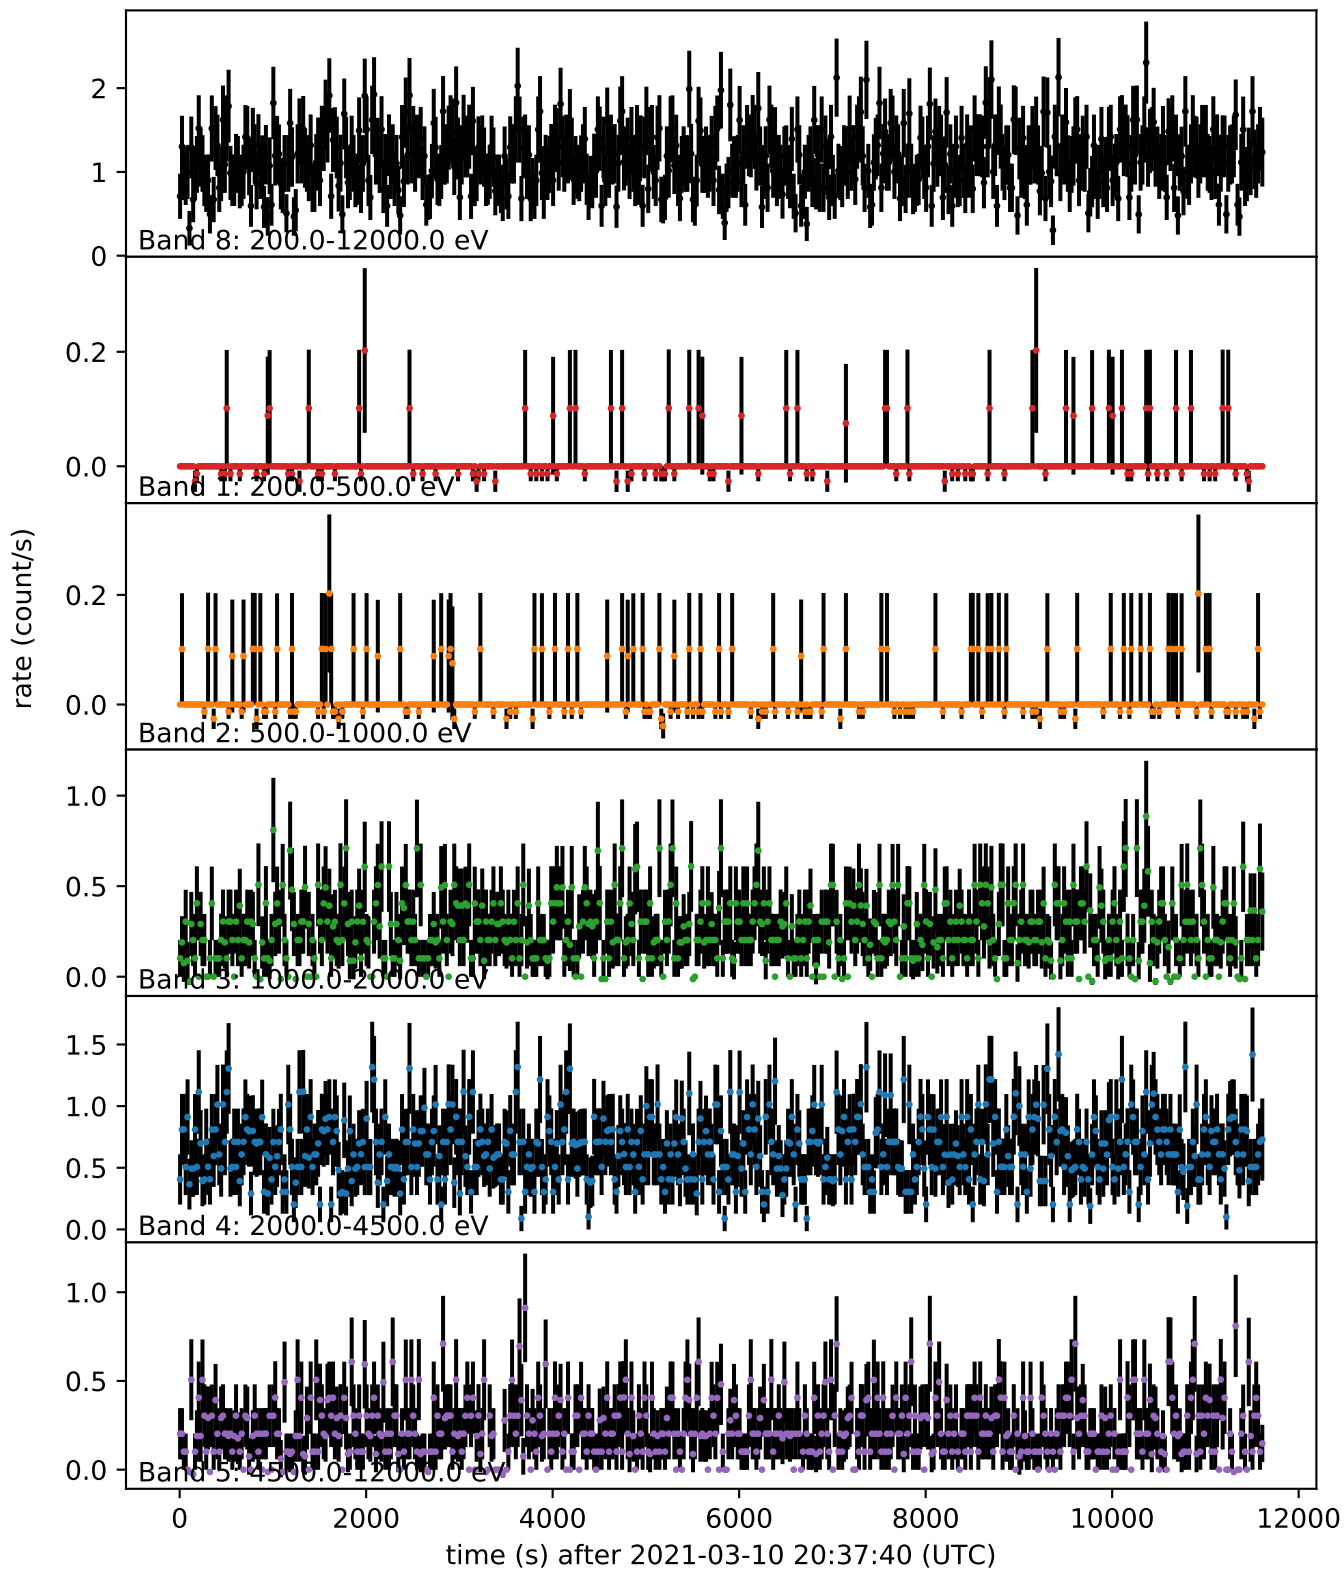 2
1
0
Band 8: 200.0-12000.0 eV
0.2
0.0
Band 1: 200.0-500.0 eV
rate (count/s)
0.2
0.0
Band 2: 500.0-1000.0 eV
1.0
0.5
0.0
Band 3: 1000.0-2000.0 eV
1.5
1.0
0.5
0.0
Band 4: 2000.0-4500.0 eV
1.0
0.5
0.0
Band 5: 4500.0-12000.0 eV
0 2000 4000 6000 8000 10000 12000
time (s) after 2021-03-10 20:37:40 (UTC)